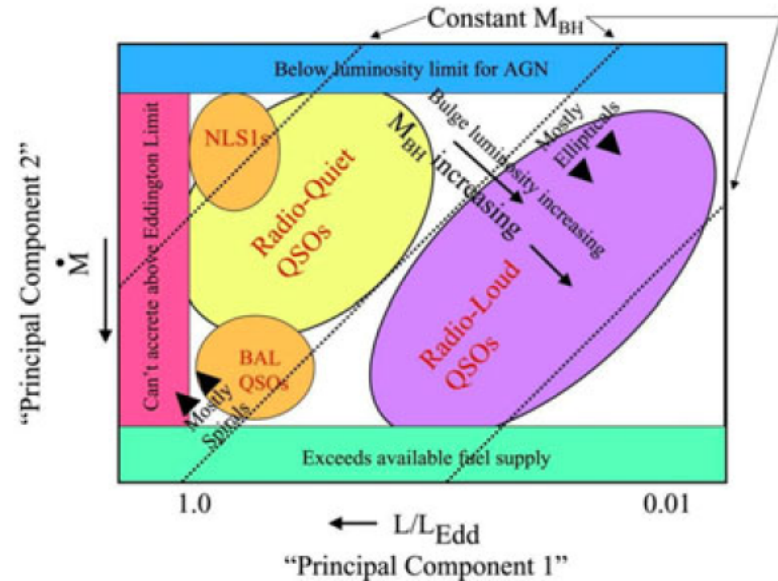 Constant M_BH
Below luminosity limit for AGN
Can't accrete above Eddington Limit
NLS1s
Radio-Quiet
QSOs
Bulge luminosity increasing
M_BH increasing
Mostly
Ellipticals
Radio-Loud
QSOs
BAL
QSOs
Mostly
Spirals
Exceeds available fuel supply
"Principal Component 2"
Ṁ
1.0
0.01
L/L_Edd
"Principal Component 1"